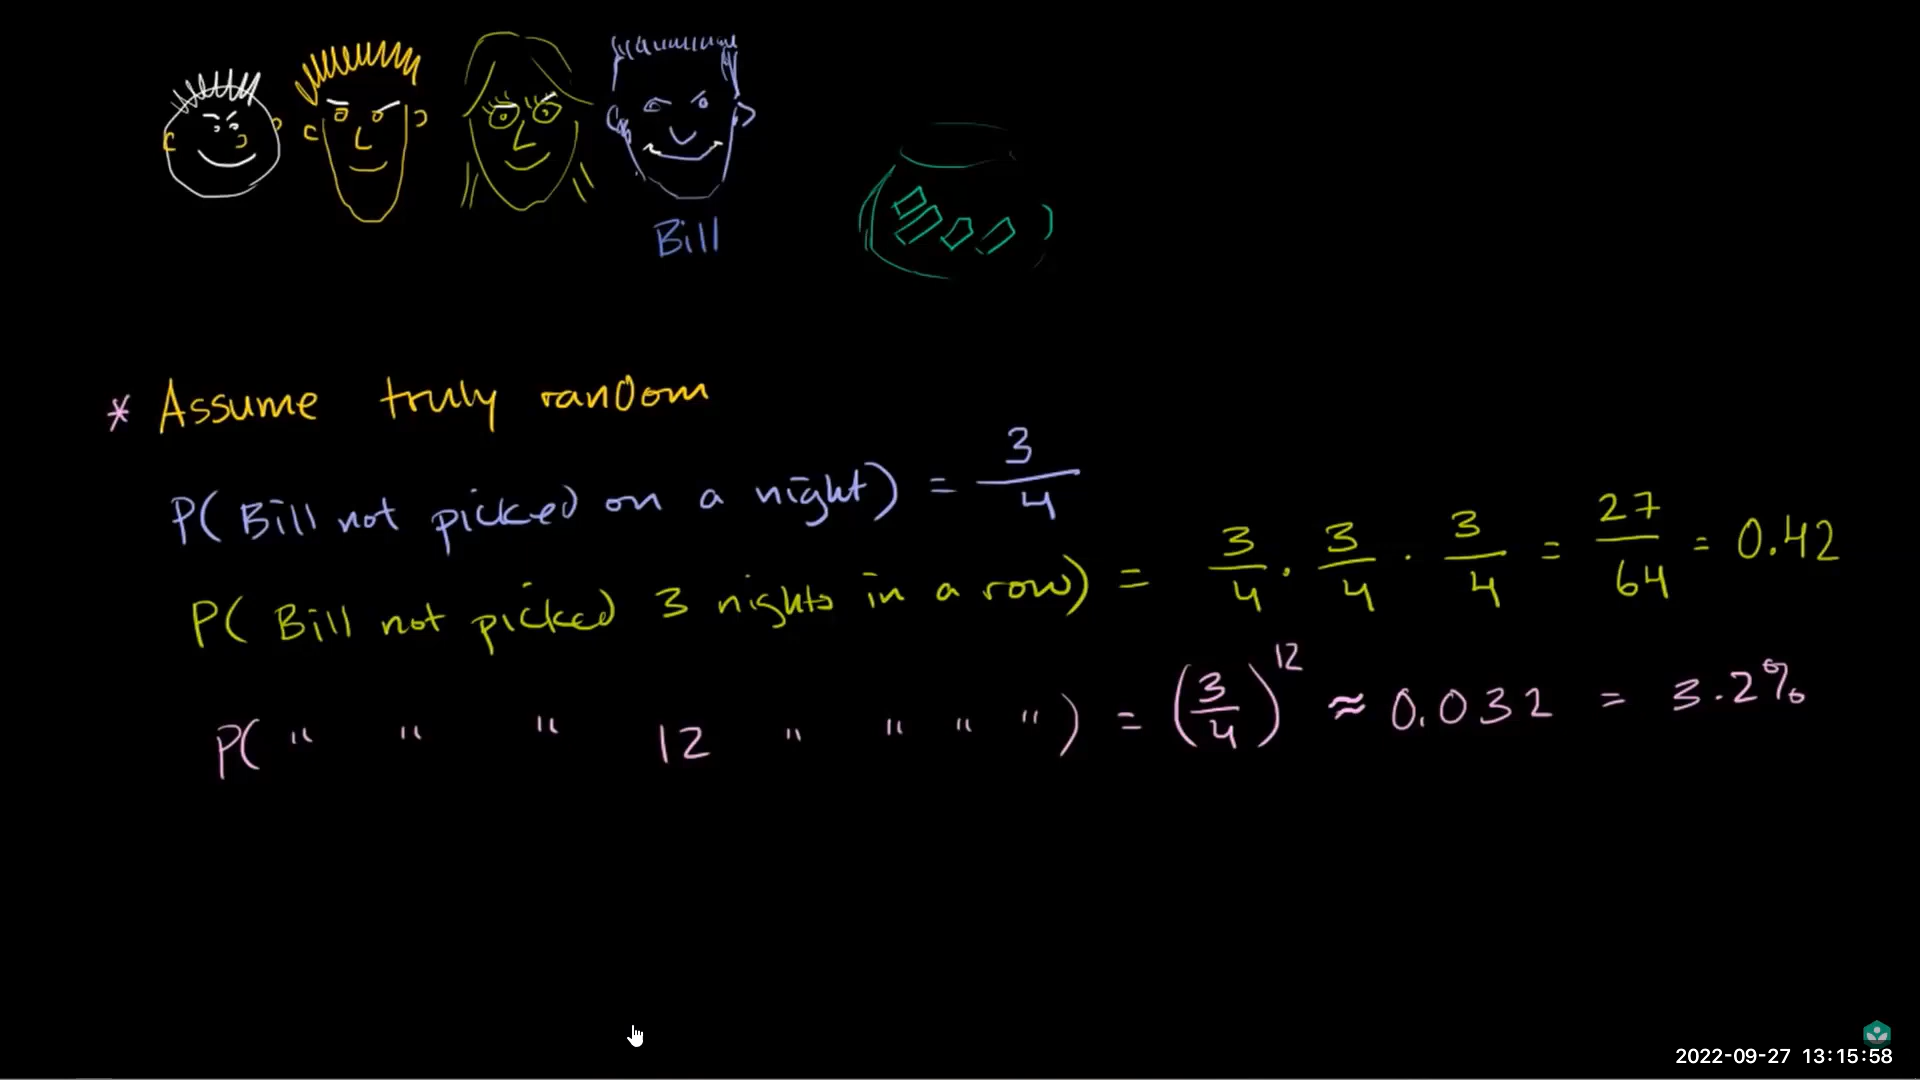 Bill
* Assume truly random
P(Bill not picked on a night) = 3/4
P(Bill not picked 3 nights in a row) = 3/4 · 3/4 · 3/4 = 27/64 = 0.42
P(" " " 12 " " " ") = (3/4)^12 ≈ 0.032 = 3.2%
2022-09-27 13:15:58